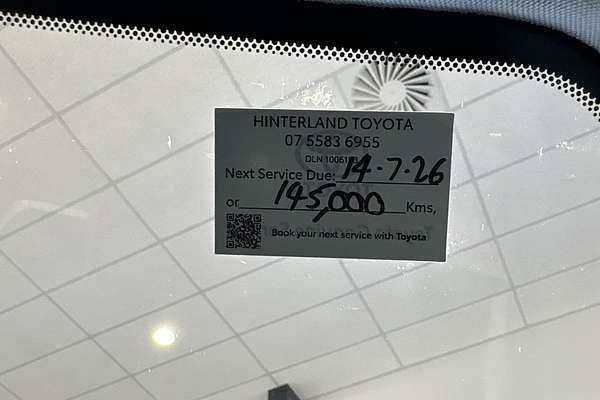 HINTERLAND TOYOTA
07 5583 6955
Next Service Due: 14-7-26
or 145,000 Kms,
Book your next service with Toyota